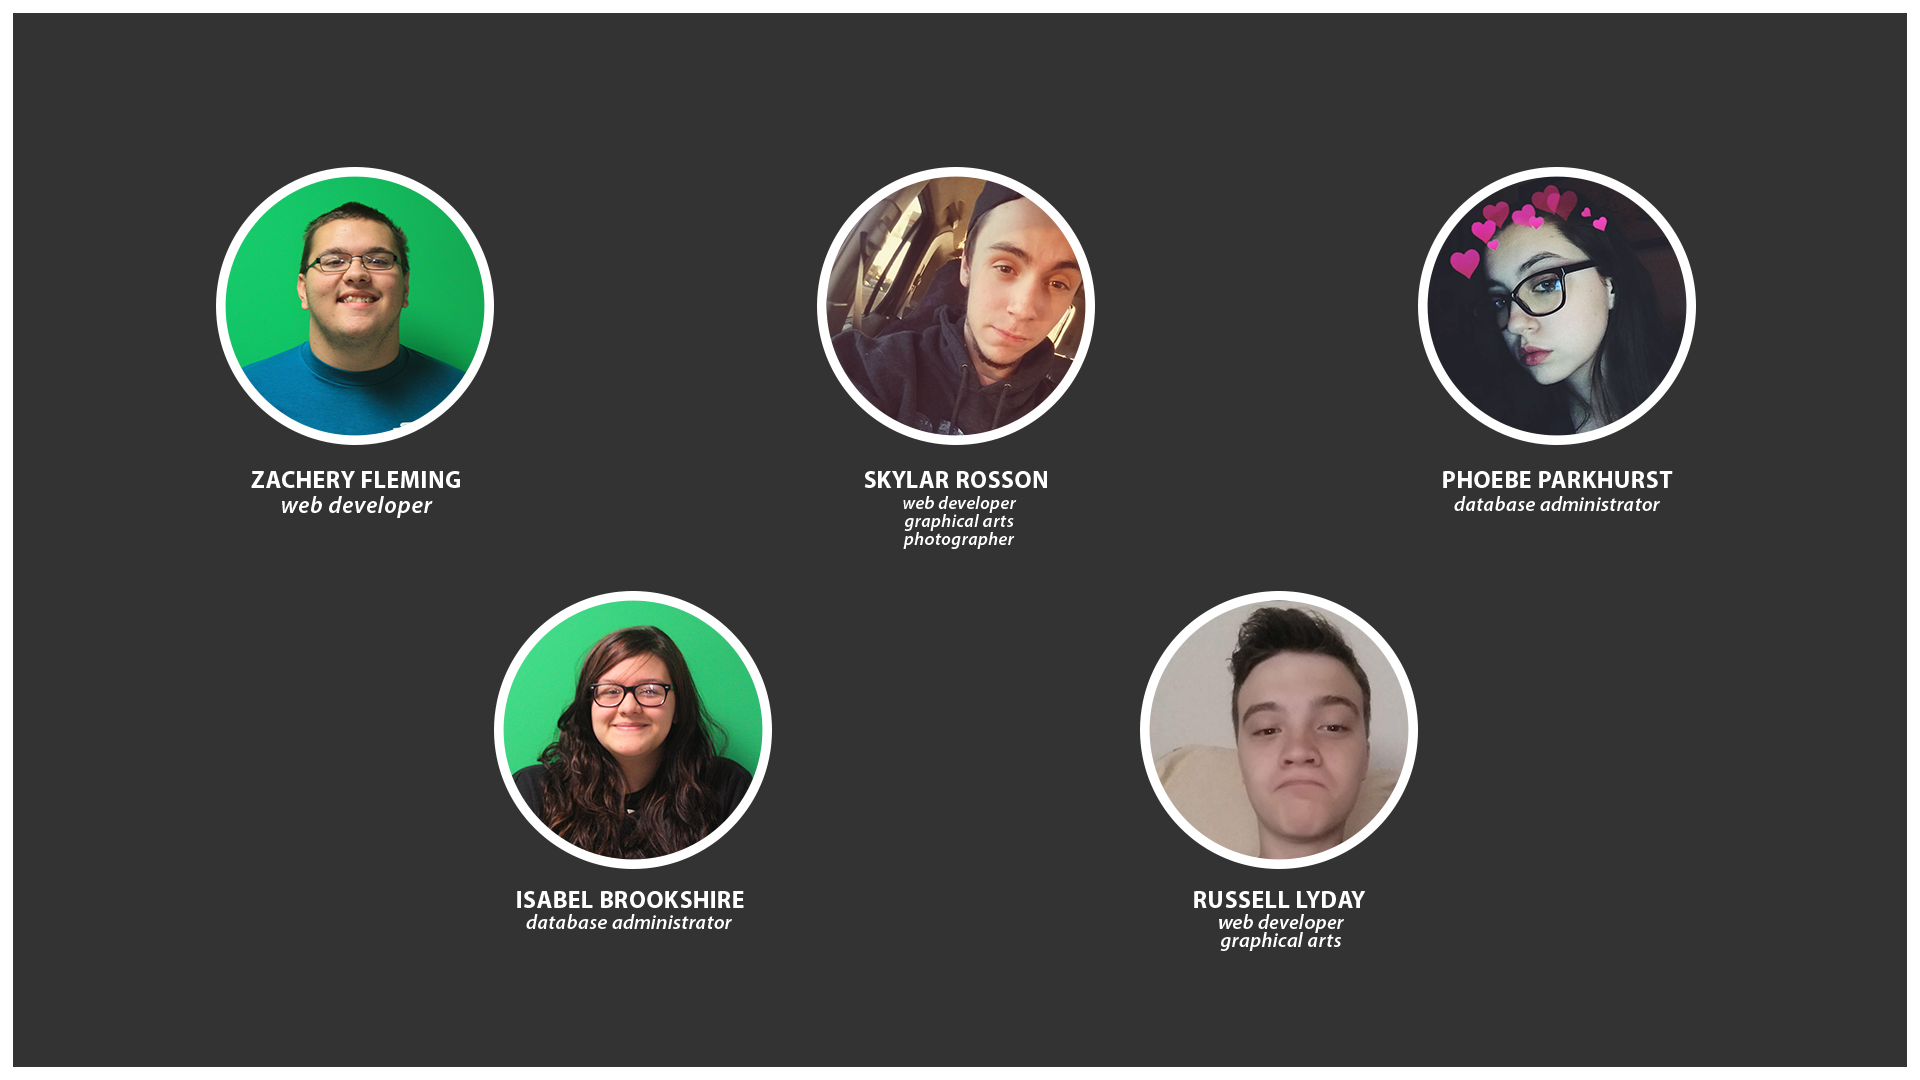 ZACHERY FLEMING
web developer
SKYLAR ROSSON
web developer
graphical arts
photographer
PHOEBE PARKHURST
database administrator
ISABEL BROOKSHIRE
database administrator
RUSSELL LYDAY
web developer
graphical arts